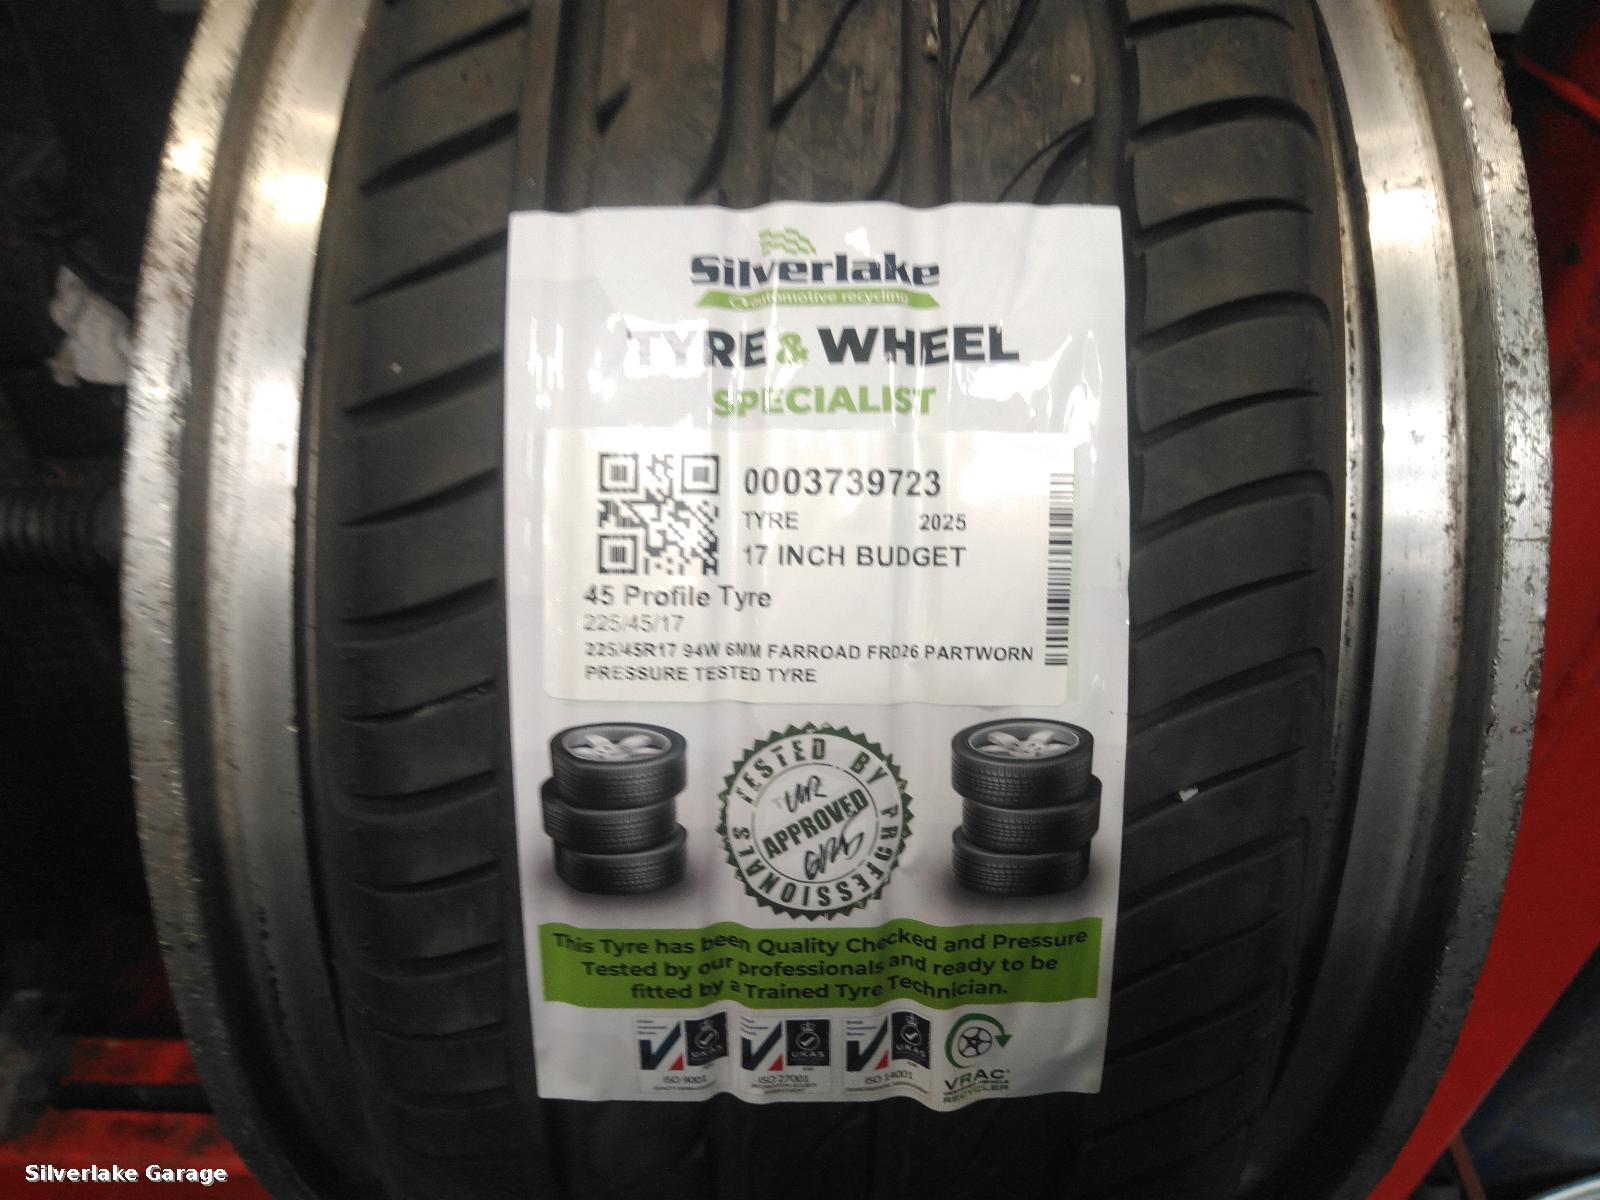 Silverlake
automotive recycling
TYRE & WHEEL
SPECIALIST
0003739723
TYRE 2025
17 INCH BUDGET
45 Profile Tyre
225/45/17
225/45R17 94W 6MM FARROAD FRD26 PARTWORN
PRESSURE TESTED TYRE
TESTED BY PROFESSIONALS
APPROVED
This Tyre has been Quality Checked and Pressure
Tested by our professionals and ready to be
fitted by a Trained Tyre Technician.
UKAS UKAS UKAS
ISO 9001 ISO 27001 ISO 14001
VRAC
RECYCLER
Silverlake Garage